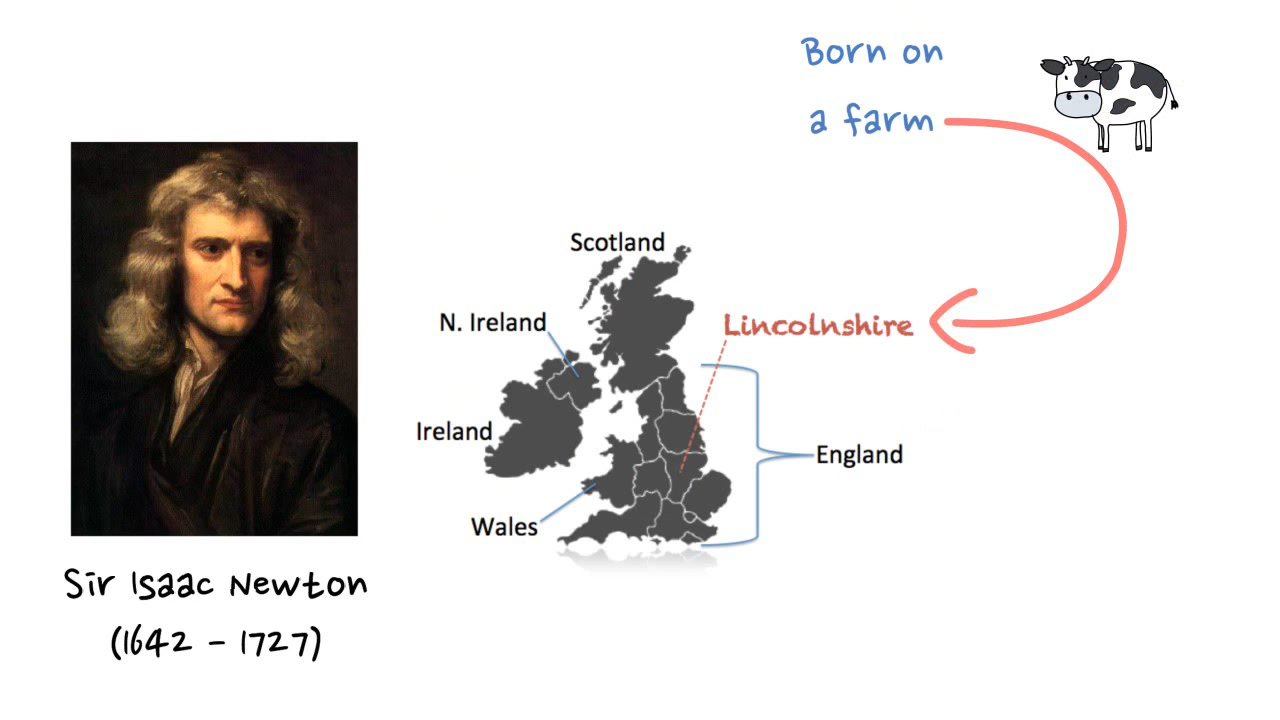 Born on
a farm
Scotland
N. Ireland
Lincolnshire
Ireland
England
Wales
Sir Isaac Newton
(1642 - 1727)